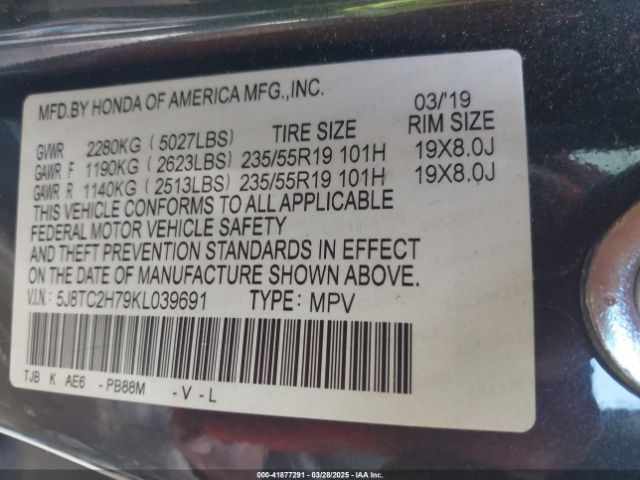 MFD.BY HONDA OF AMERICA MFG.,INC. 03/'19
GVWR 2280KG (5027LBS) TIRE SIZE RIM SIZE
GAWR F 1190KG (2623LBS) 235/55R19 101H 19X8.0J
GAWR R 1140KG (2513LBS) 235/55R19 101H 19X8.0J
THIS VEHICLE CONFORMS TO ALL APPLICABLE
FEDERAL MOTOR VEHICLE SAFETY
AND THEFT PREVENTION STANDARDS IN EFFECT
ON THE DATE OF MANUFACTURE SHOWN ABOVE.
V.I.N: 5J8TC2H79KL039691 TYPE: MPV
TJB K AE6 - PB88M - V - L
000-41877291 | 03/28/2025 | IAA Inc.